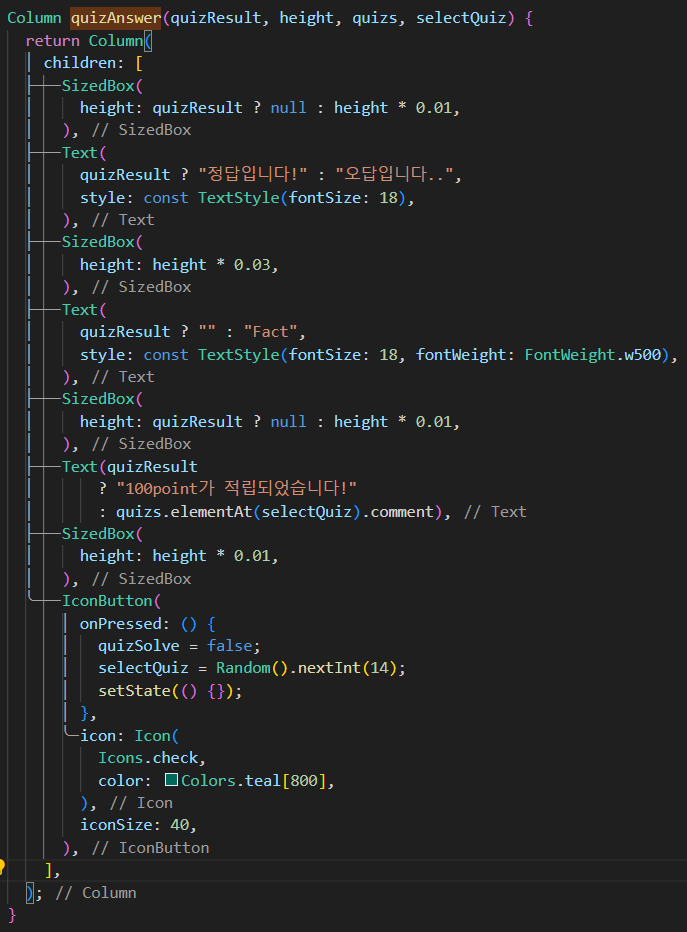 Column quizAnswer(quizResult, height, quizs, selectQuiz) {
return Column(
children: [
SizedBox(
height: quizResult ? null : height * 0.01,
), // SizedBox
Text(
quizResult ? "정답입니다!" : "오답입니다..",
style: const TextStyle(fontSize: 18),
), // Text
SizedBox(
height: height * 0.03,
), // SizedBox
Text(
quizResult ? "" : "Fact",
style: const TextStyle(fontSize: 18, fontWeight: FontWeight.w500),
), // Text
SizedBox(
height: quizResult ? null : height * 0.01,
), // SizedBox
Text(quizResult
? "100point가 적립되었습니다!"
: quizs.elementAt(selectQuiz).comment), // Text
SizedBox(
height: height * 0.01,
), // SizedBox
IconButton(
onPressed: () {
quizSolve = false;
selectQuiz = Random().nextInt(14);
setState(() {});
},
icon: Icon(
Icons.check,
color: Colors.teal[800],
), // Icon
iconSize: 40,
), // IconButton
],
); // Column
}